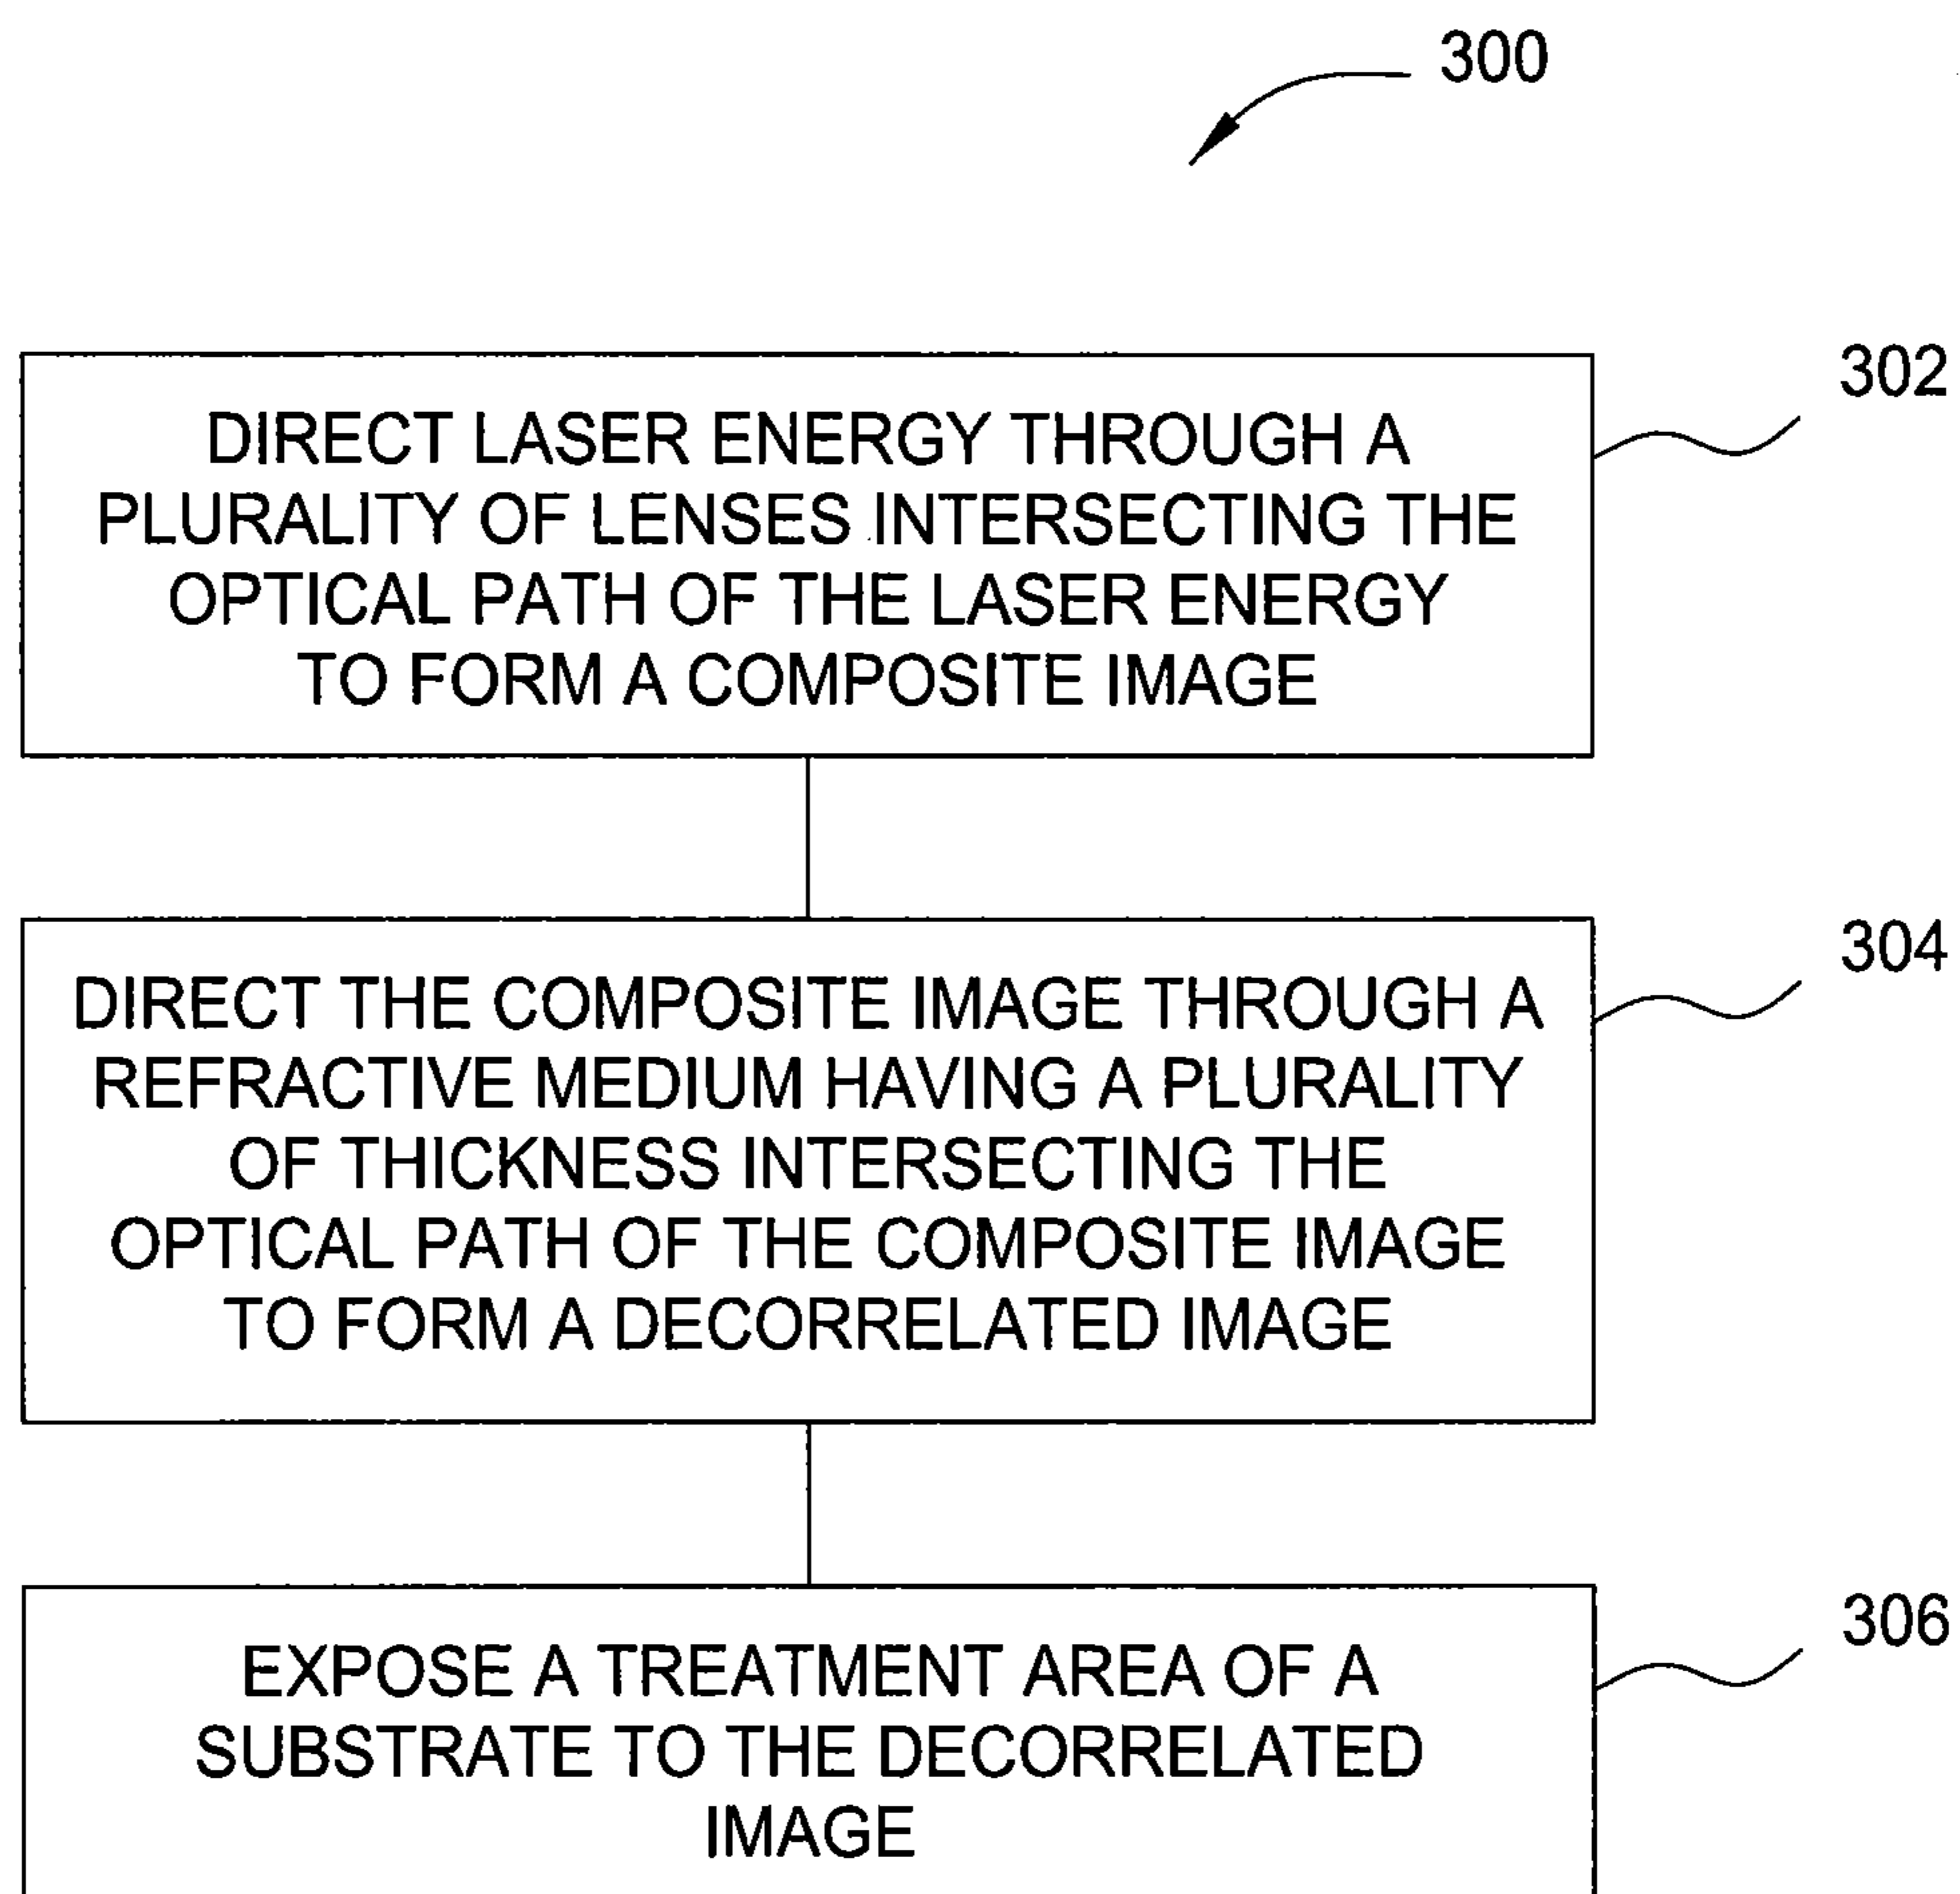 300
302
DIRECT LASER ENERGY THROUGH A
PLURALITY OF LENSES INTERSECTING THE
OPTICAL PATH OF THE LASER ENERGY
TO FORM A COMPOSITE IMAGE
304
DIRECT THE COMPOSITE IMAGE THROUGH A
REFRACTIVE MEDIUM HAVING A PLURALITY
OF THICKNESS INTERSECTING THE
OPTICAL PATH OF THE COMPOSITE IMAGE
TO FORM A DECORRELATED IMAGE
306
EXPOSE A TREATMENT AREA OF A
SUBSTRATE TO THE DECORRELATED
IMAGE